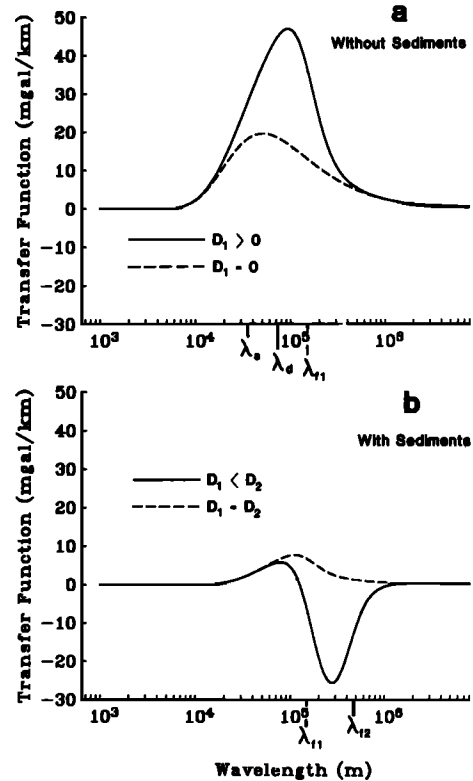 a
Without Sediments
Transfer Function (mgal/km)
50
40
30
20
10
0
-10
-20
-30
D₁ > 0
D₁ - 0
10³
10⁴
10⁵
10⁶
λₛ
λ_d
λ_f1
b
With Sediments
Transfer Function (mgal/km)
50
40
30
20
10
0
-10
-20
-30
D₁ < D₂
D₁ - D₂
10³
10⁴
10⁵
10⁶
λ_f1
λ_f2
Wavelength (m)